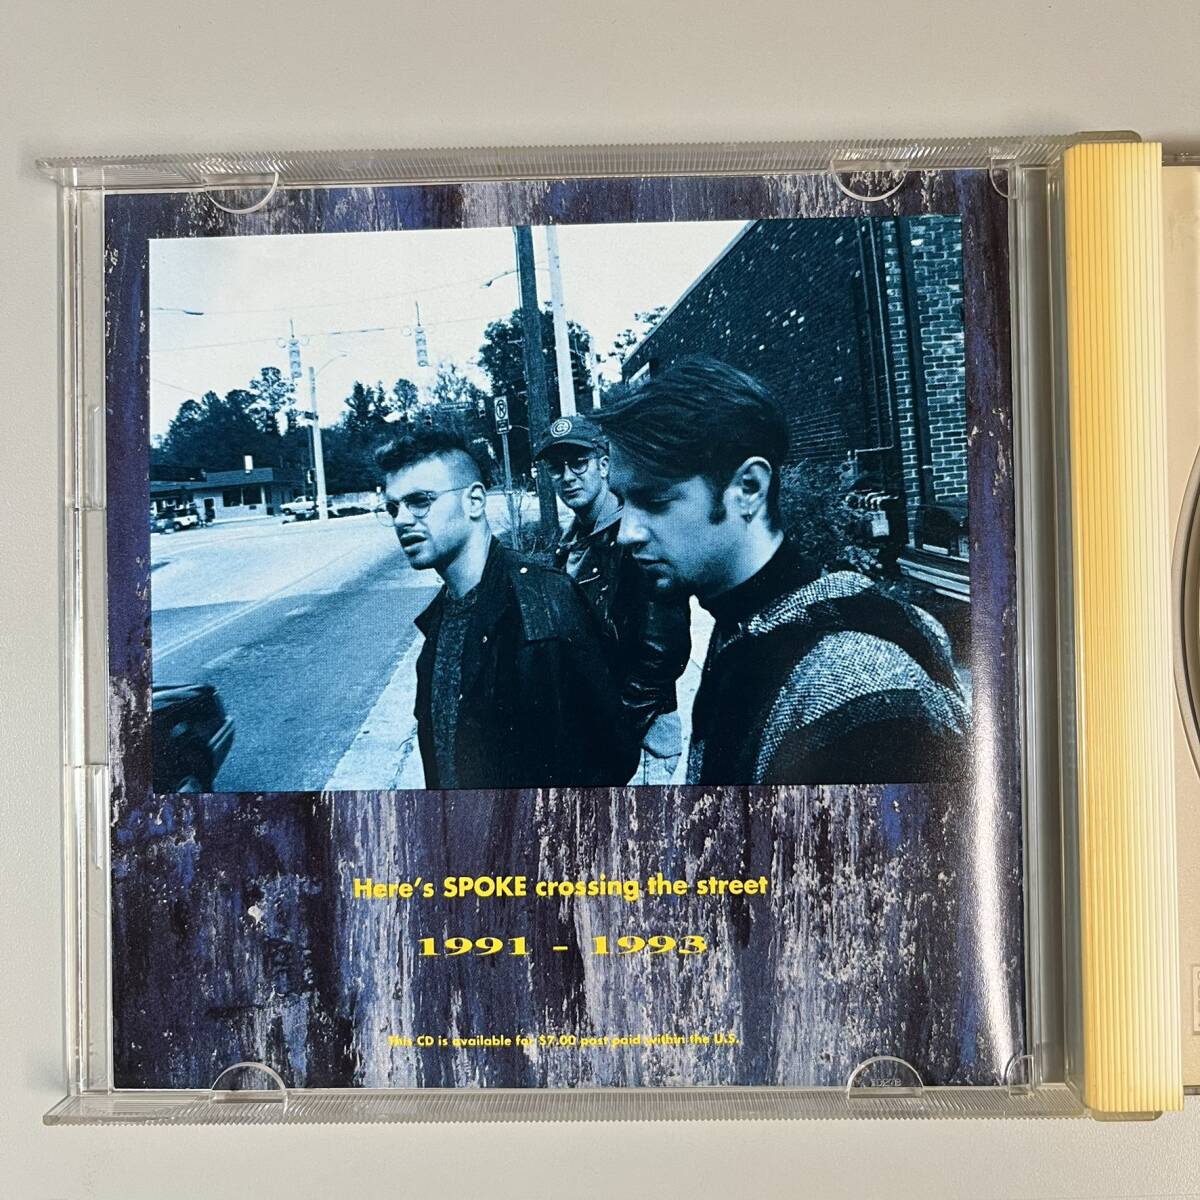 Here's SPOKE crossing the street
1991 - 1993
This CD is available for $7.00 post paid within the U.S.